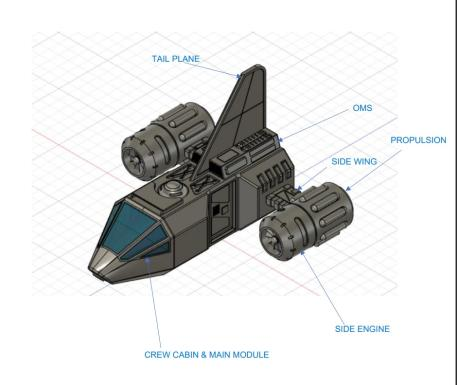 TAIL PLANE
OMS
PROPULSION
SIDE WING
SIDE ENGINE
CREW CABIN & MAIN MODULE